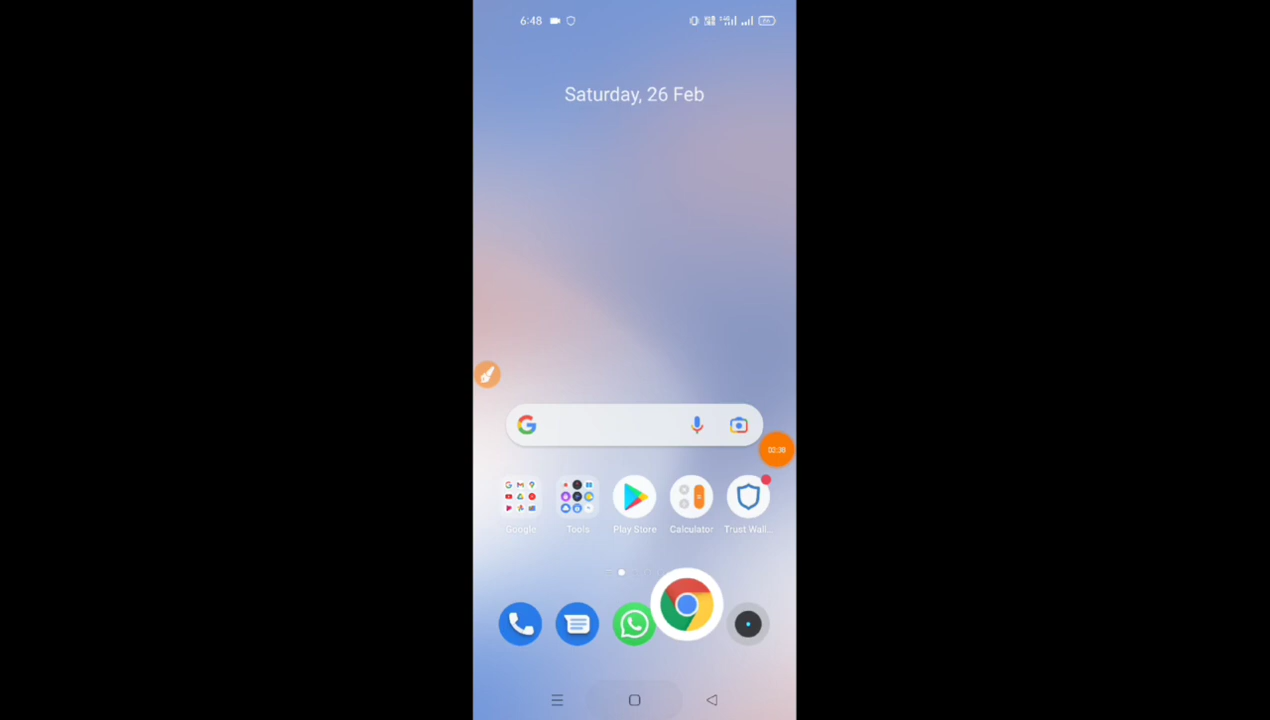 6:48
Saturday, 26 Feb
02:38
Google
Tools
Play Store
Calculator
Trust Wall...